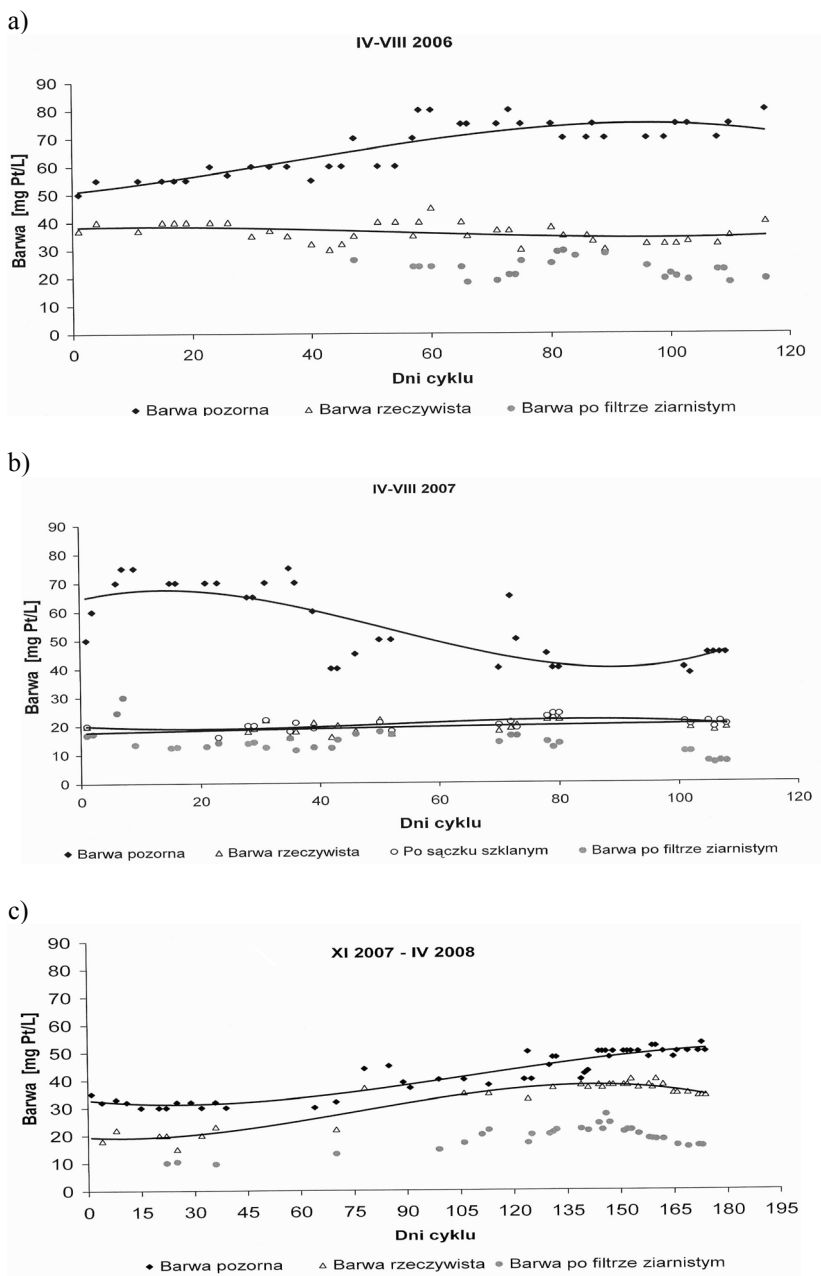 a)
IV-VIII 2006
90
80
70
60
50
40
30
20
10
0
Barwa [mg Pt/L]
0 20 40 60 80 100 120
Dni cyklu
Barwa pozorna Barwa rzeczywista Barwa po filtrze ziarnistym
b)
IV-VIII 2007
90
80
70
60
50
40
30
20
10
0
Barwa [mg Pt/L]
0 20 40 60 80 100 120
Dni cyklu
Barwa pozorna Barwa rzeczywista Po sączku szklanym Barwa po filtrze ziarnistym
c)
XI 2007 - IV 2008
90
80
70
60
50
40
30
20
10
0
Barwa [mg Pt/L]
0 15 30 45 60 75 90 105 120 135 145 155 165 175 185 195
Dni cyklu
Barwa pozorna Barwa rzeczywista Barwa po filtrze ziarnistym